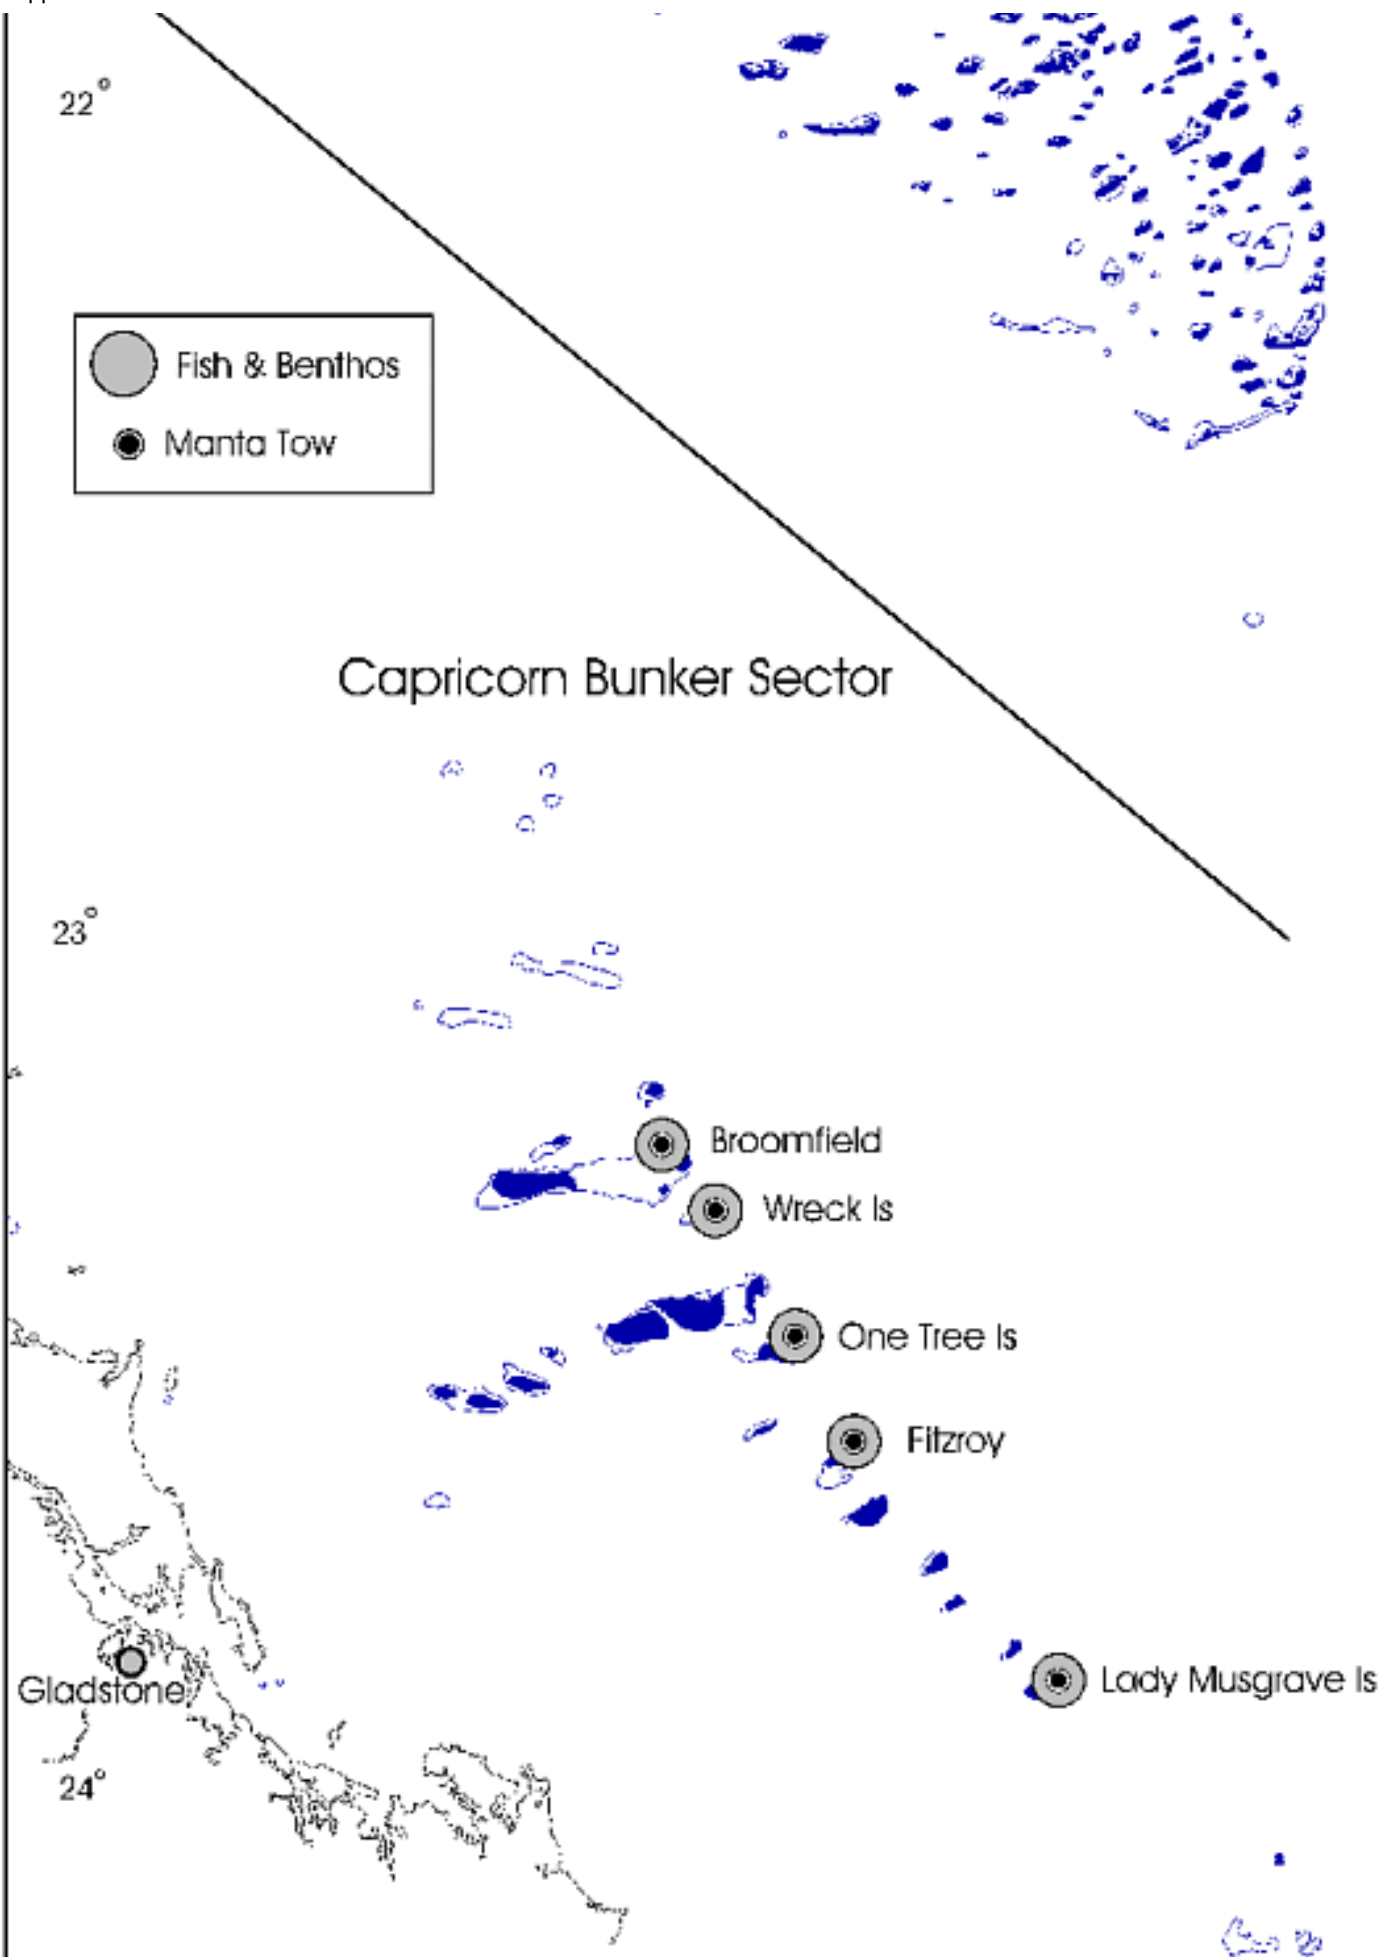 22°
Fish & Benthos
Manta Tow
Capricorn Bunker Sector
23°
Broomfield
Wreck Is
One Tree Is
Fitzroy
Lady Musgrave Is
Gladstone
24°